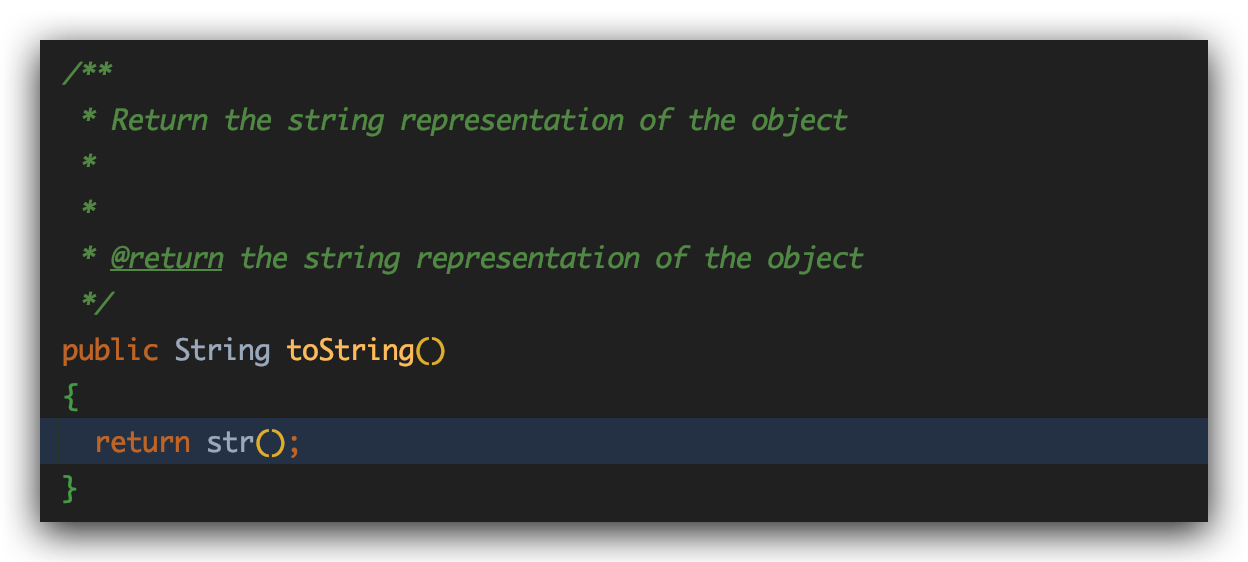 /**
 * Return the string representation of the object
 *
 *
 * @return the string representation of the object
 */
public String toString()
{
  return str();
}